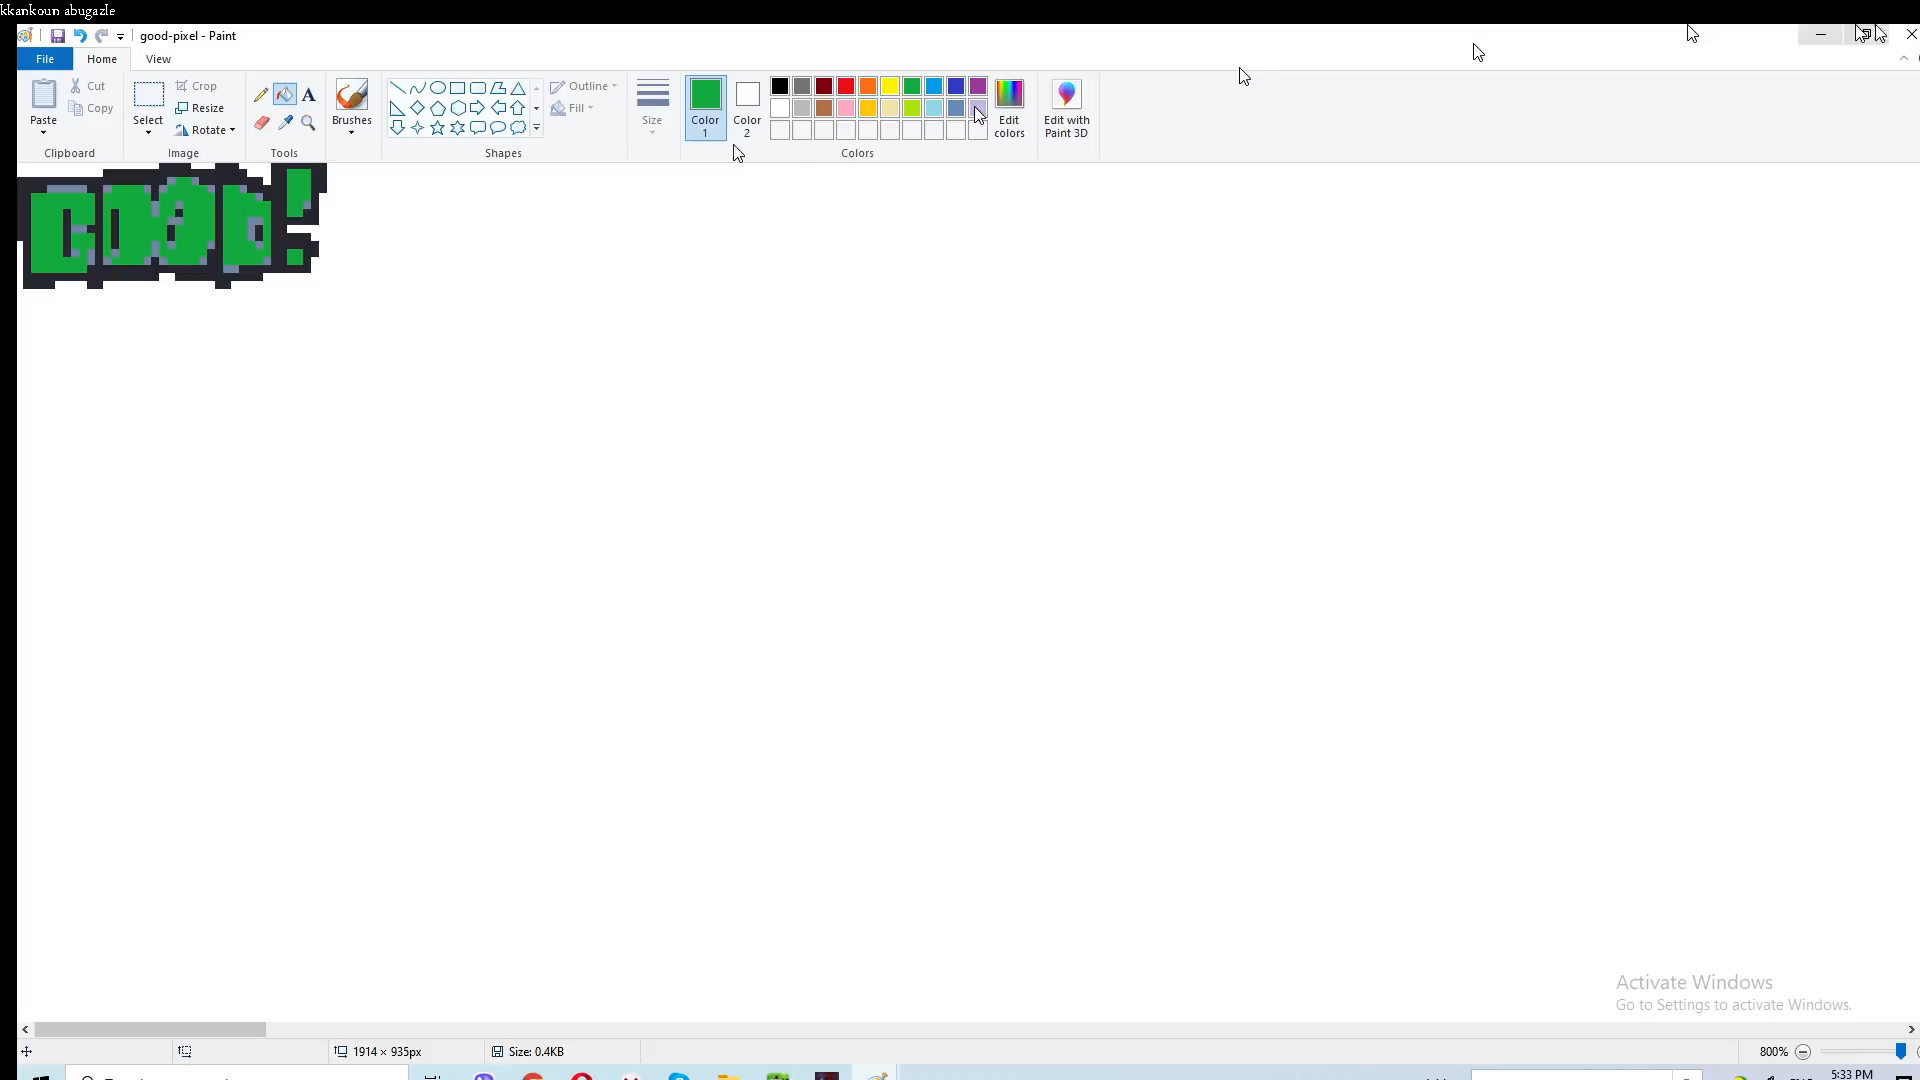 kkankoun abugazle
good-pixel - Paint
File Home View
Paste
Cut
Copy
Clipboard
Select
Crop
Resize
Rotate
Image
A
Tools
Brushes
Shapes
Outline
Fill
Size
Color 1
Color 2
Colors
Edit colors
Edit with Paint 3D
GOOD!
Activate Windows
Go to Settings to activate Windows.
1914 × 935px
Size: 0.4KB
800%
5:33 PM